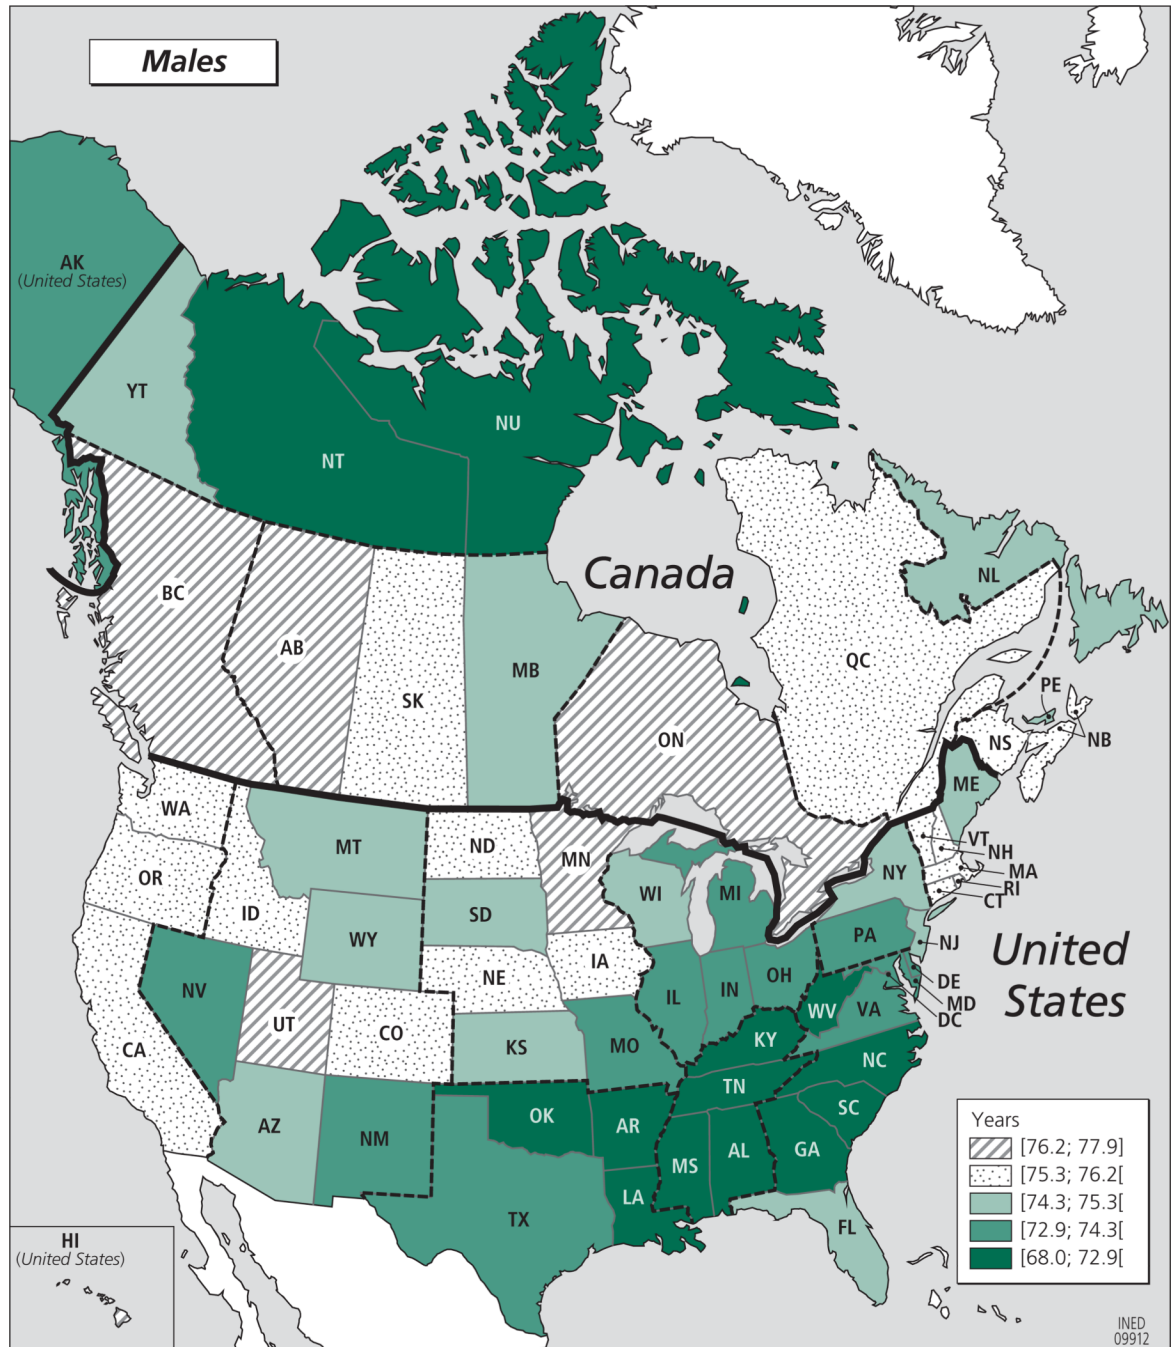 Males
AK
(United States)
YT
NU
NT
Canada
NL
BC
AB
QC
MB
SK
PE
ON
NS
NB
ME
WA
VT
ND
MT
NH
MN
MA
NY
OR
RI
WI
MI
CT
ID
SD
PA
WY
NJ
United
States
IA
OH
NE
DE
IN
NV
IL
MD
WV
VA
DC
UT
CO
KY
MO
KS
CA
NC
TN
SC
OK
AR
AZ
NM
GA
AL
MS
LA
TX
FL
HI
(United States)
Years
[76.2; 77.9]
[75.3; 76.2[
[74.3; 75.3[
[72.9; 74.3[
[68.0; 72.9[
INED
09912